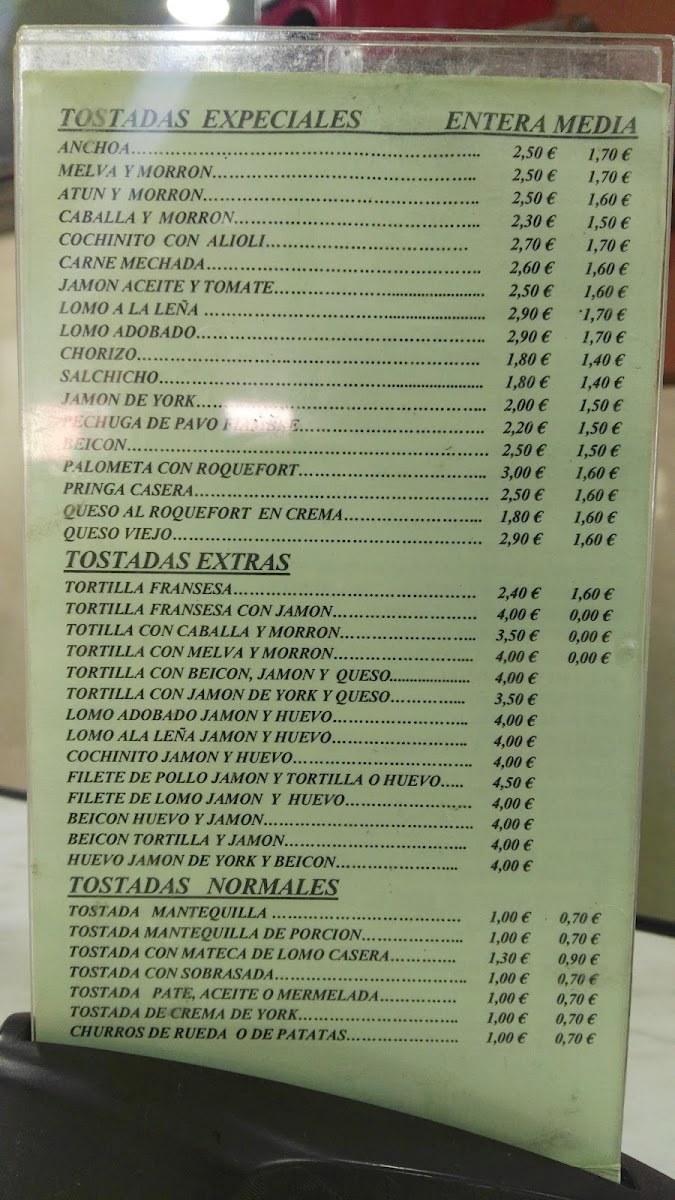 TOSTADAS EXPECIALES ENTERA MEDIA
ANCHOA 2,50 € 1,70 €
MELVA Y MORRON 2,50 € 1,70 €
ATUN Y MORRON 2,50 € 1,60 €
CABALLA Y MORRON 2,30 € 1,50 €
COCHINITO CON ALIOLI 2,70 € 1,70 €
CARNE MECHADA 2,60 € 1,60 €
JAMON ACEITE Y TOMATE 2,50 € 1,60 €
LOMO A LA LEÑA 2,90 € 1,70 €
LOMO ADOBADO 2,90 € 1,70 €
CHORIZO 1,80 € 1,40 €
SALCHICHO 1,80 € 1,40 €
JAMON DE YORK 2,00 € 1,50 €
PECHUGA DE PAVO FIAMBRE 2,20 € 1,50 €
BEICON 2,50 € 1,50 €
PALOMETA CON ROQUEFORT 3,00 € 1,60 €
PRINGA CASERA 2,50 € 1,60 €
QUESO AL ROQUEFORT EN CREMA 1,80 € 1,60 €
QUESO VIEJO 2,90 € 1,60 €
TOSTADAS EXTRAS
TORTILLA FRANSESA 2,40 € 1,60 €
TORTILLA FRANSESA CON JAMON 4,00 € 0,00 €
TOTILLA CON CABALLA Y MORRON 3,50 € 0,00 €
TORTILLA CON MELVA Y MORRON 4,00 € 0,00 €
TORTILLA CON BEICON, JAMON Y QUESO 4,00 €
TORTILLA CON JAMON DE YORK Y QUESO 3,50 €
LOMO ADOBADO JAMON Y HUEVO 4,00 €
LOMO ALA LEÑA JAMON Y HUEVO 4,00 €
COCHINITO JAMON Y HUEVO 4,00 €
FILETE DE POLLO JAMON Y TORTILLA O HUEVO 4,50 €
FILETE DE LOMO JAMON Y HUEVO 4,00 €
BEICON HUEVO Y JAMON 4,00 €
BEICON TORTILLA Y JAMON 4,00 €
HUEVO JAMON DE YORK Y BEICON 4,00 €
TOSTADAS NORMALES
TOSTADA MANTEQUILLA 1,00 € 0,70 €
TOSTADA MANTEQUILLA DE PORCION 1,00 € 0,70 €
TOSTADA CON MATECA DE LOMO CASERA 1,30 € 0,90 €
TOSTADA CON SOBRASADA 1,00 € 0,70 €
TOSTADA PATE, ACEITE O MERMELADA 1,00 € 0,70 €
TOSTADA DE CREMA DE YORK 1,00 € 0,70 €
CHURROS DE RUEDA O DE PATATAS 1,00 € 0,70 €